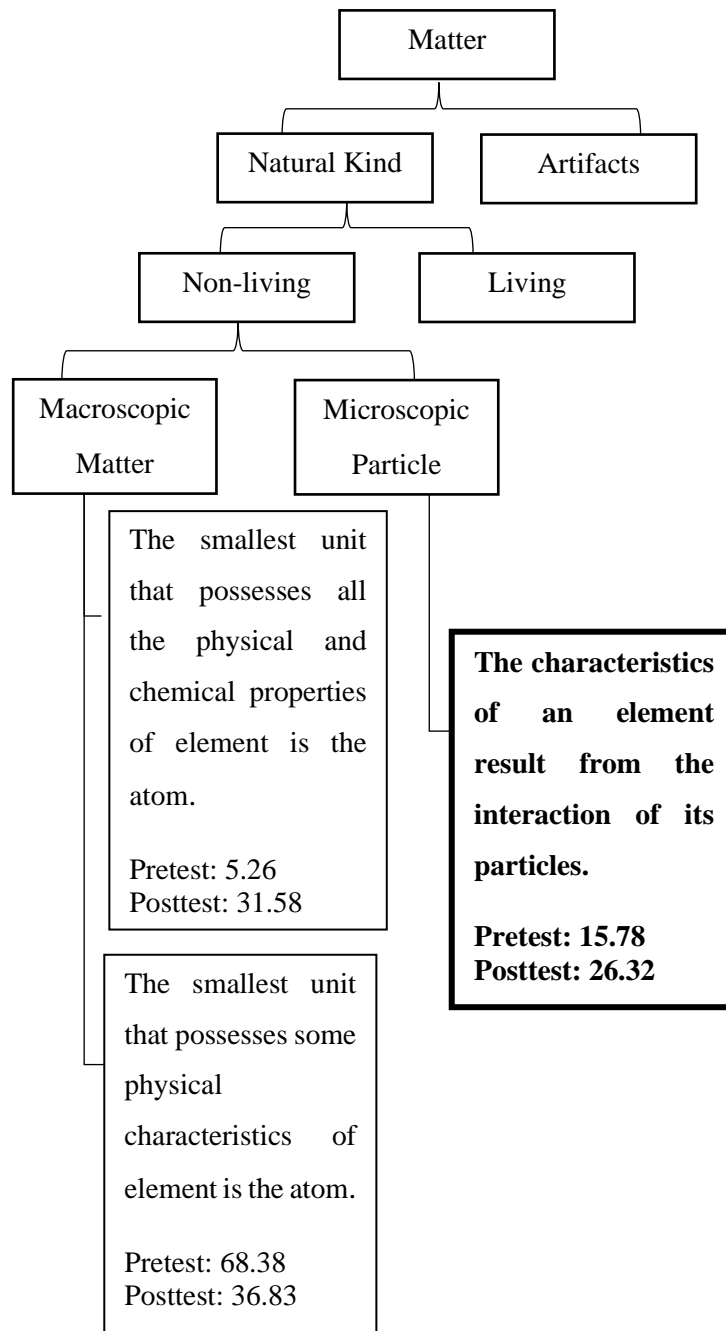 Matter
Natural Kind
Artifacts
Non-living
Living
Macroscopic
Matter
Microscopic
Particle
The smallest unit
that possesses all
the physical and
chemical properties
of element is the
atom.
Pretest: 5.26
Posttest: 31.58
The characteristics
of an element
result from the
interaction of its
particles.
Pretest: 15.78
Posttest: 26.32
The smallest unit
that possesses some
physical
characteristics of
element is the atom.
Pretest: 68.38
Posttest: 36.83